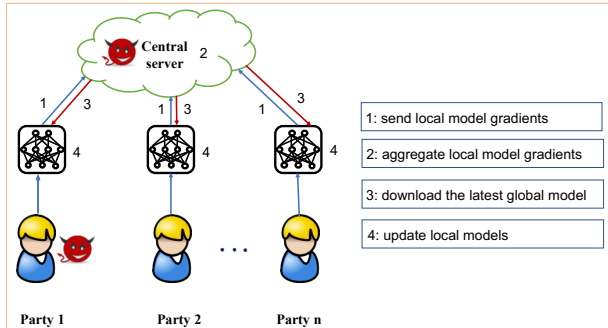 Central
server
2
1
3
1
3
1
3
4
4
4
1: send local model gradients
2: aggregate local model gradients
3: download the latest global model
4: update local models
...
Party 1
Party 2
Party n